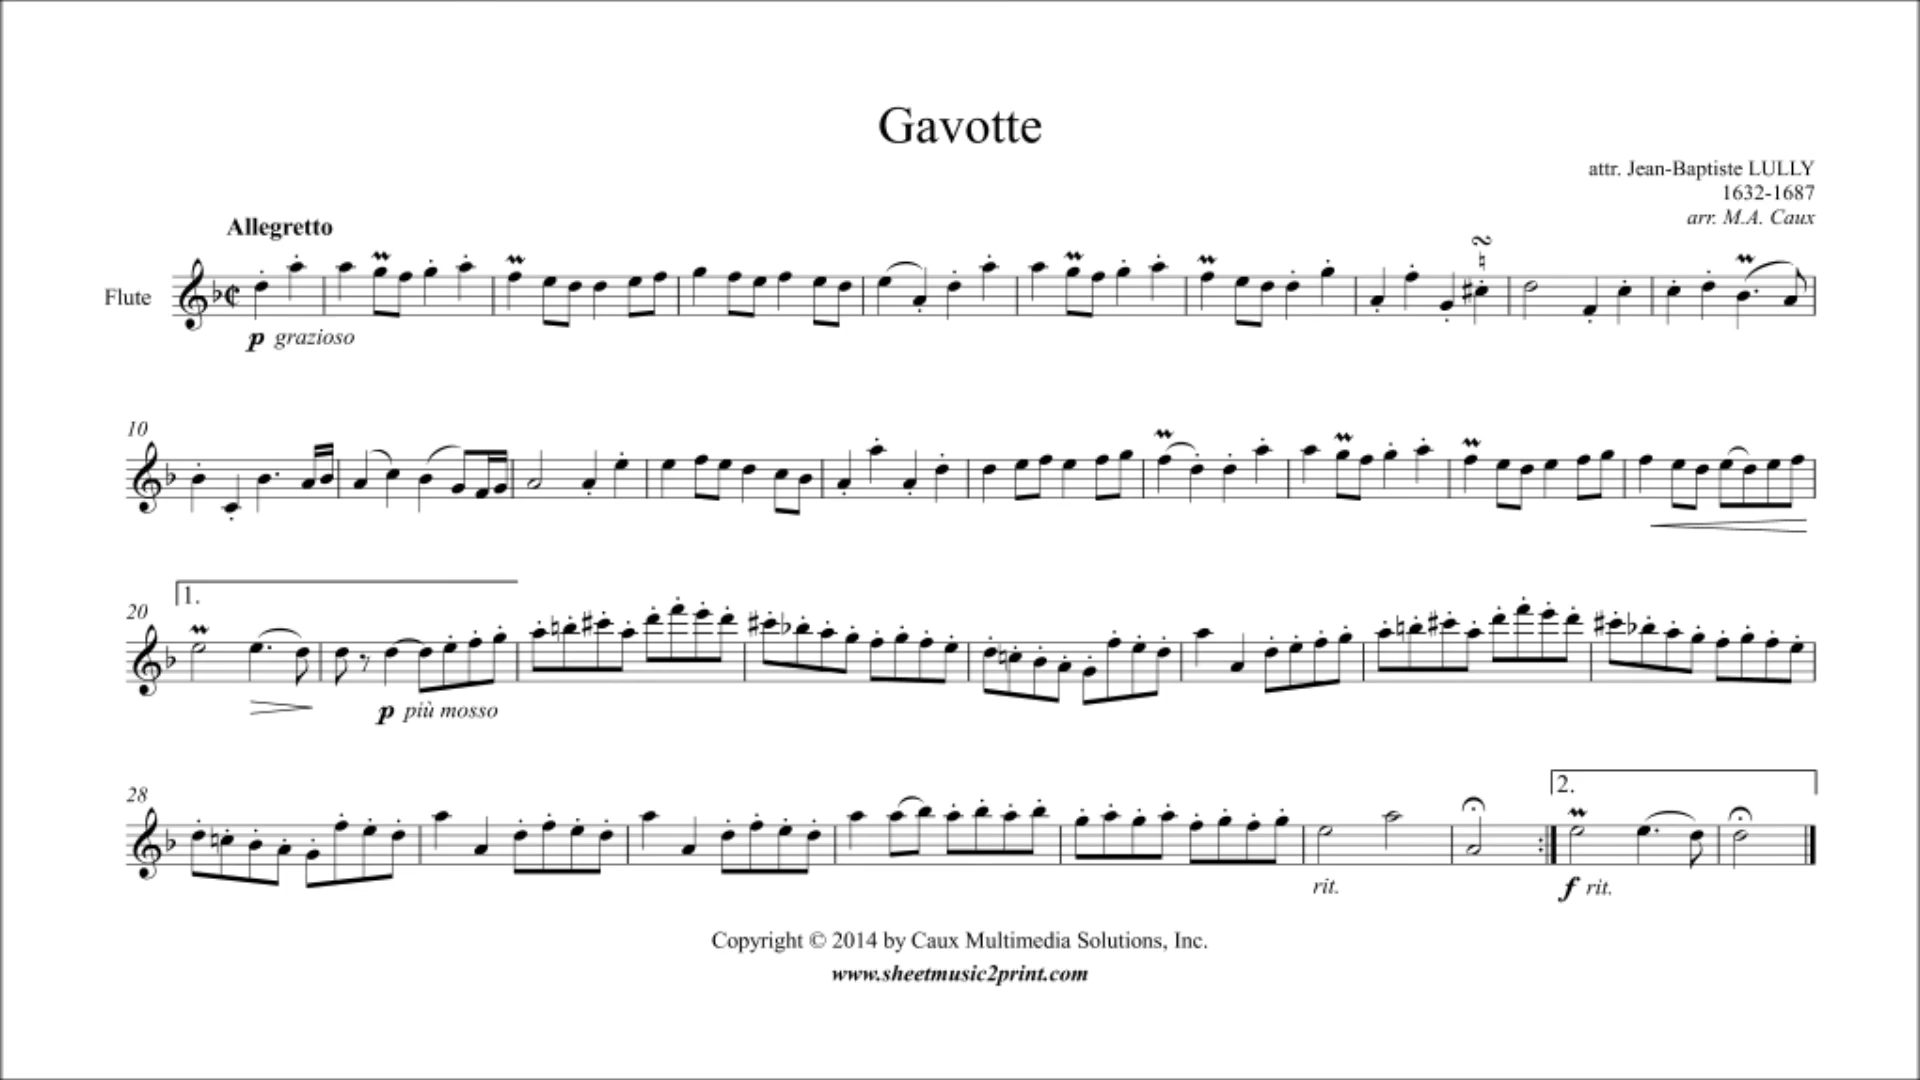 Gavotte
attr. Jean-Baptiste LULLY
1632-1687
arr. M.A. Caux
Allegretto
Flute
p grazioso
10
20
1.
p più mosso
28
2.
rit.
f rit.
Copyright © 2014 by Caux Multimedia Solutions, Inc.
www.sheetmusic2print.com